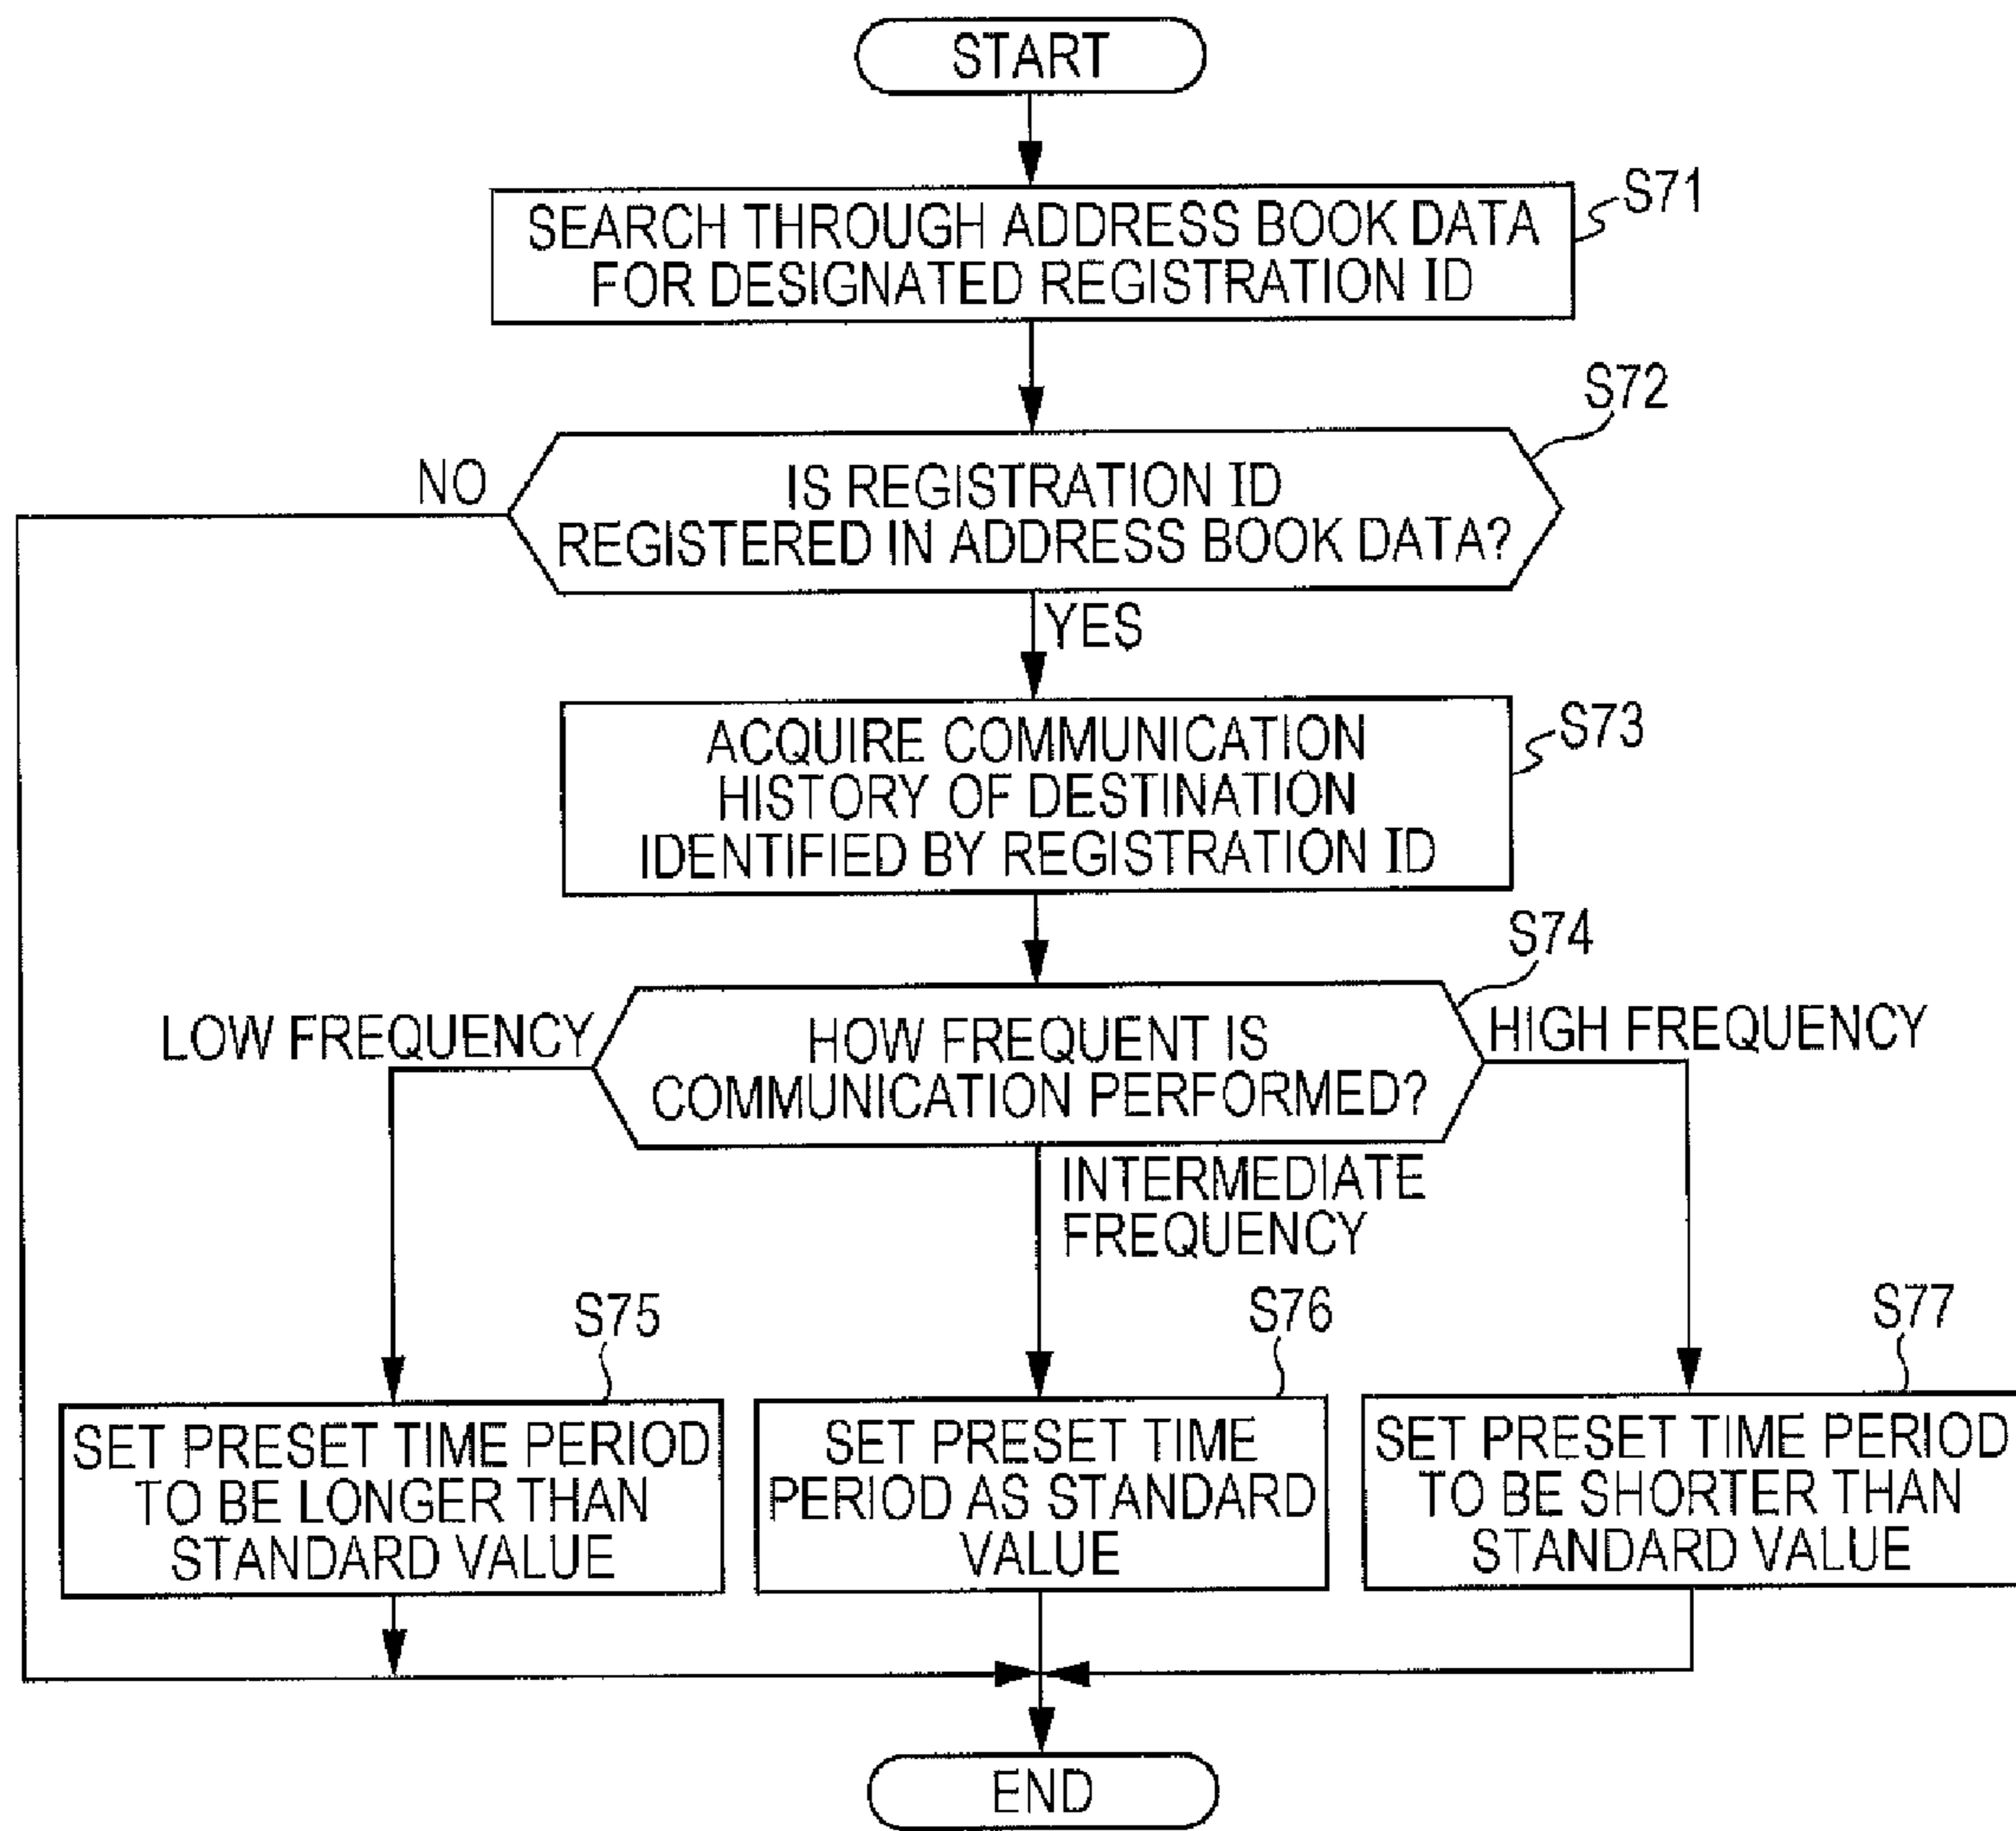 START
S71
SEARCH THROUGH ADDRESS BOOK DATA
FOR DESIGNATED REGISTRATION ID
S72
NO
IS REGISTRATION ID
REGISTERED IN ADDRESS BOOK DATA?
YES
S73
ACQUIRE COMMUNICATION
HISTORY OF DESTINATION
IDENTIFIED BY REGISTRATION ID
S74
LOW FREQUENCY
HOW FREQUENT IS
COMMUNICATION PERFORMED?
HIGH FREQUENCY
INTERMEDIATE
FREQUENCY
S75
SET PRESET TIME PERIOD
TO BE LONGER THAN
STANDARD VALUE
S76
SET PRESET TIME
PERIOD AS STANDARD
VALUE
S77
SET PRESET TIME PERIOD
TO BE SHORTER THAN
STANDARD VALUE
END